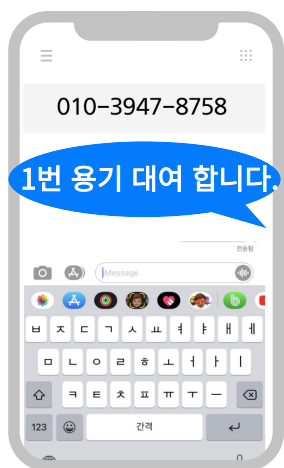 010-3947-8758
1번 용기 대여 합니다.
전송됨
Message
ㅂ ㅈ ㄷ ㄱ ㅅ ㅛ ㅕ ㅑ ㅐ ㅔ
ㅁ ㄴ ㅇ ㄹ ㅎ ㅗ ㅓ ㅏ ㅣ
ㅋ ㅌ ㅊ ㅍ ㅠ ㅜ ㅡ
123 간격